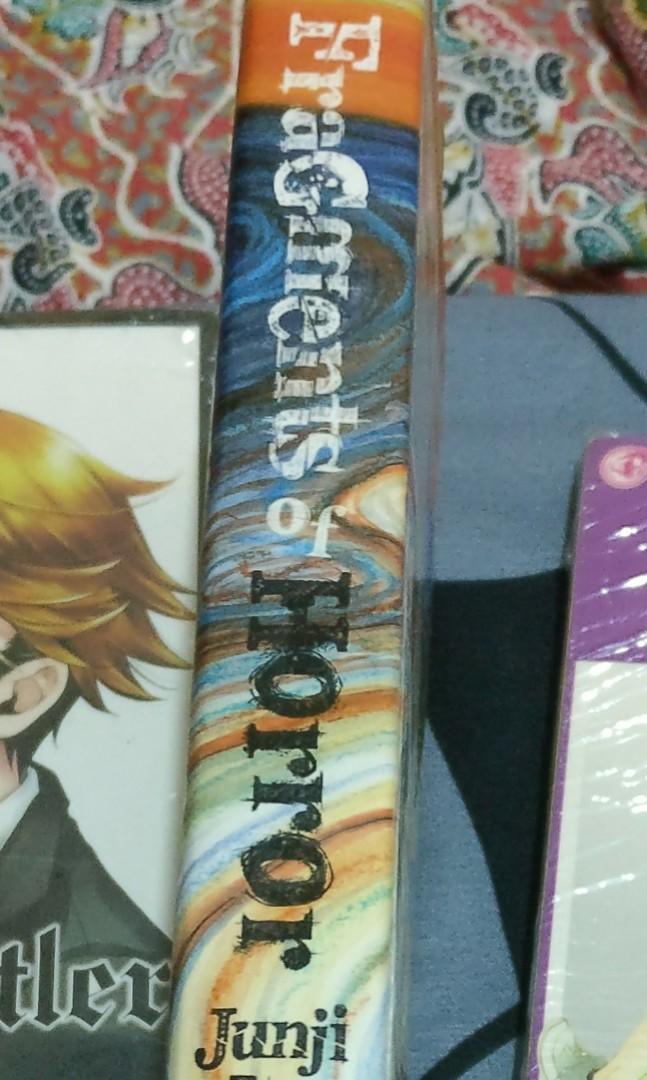 Fragments of Horror
Junji
tler